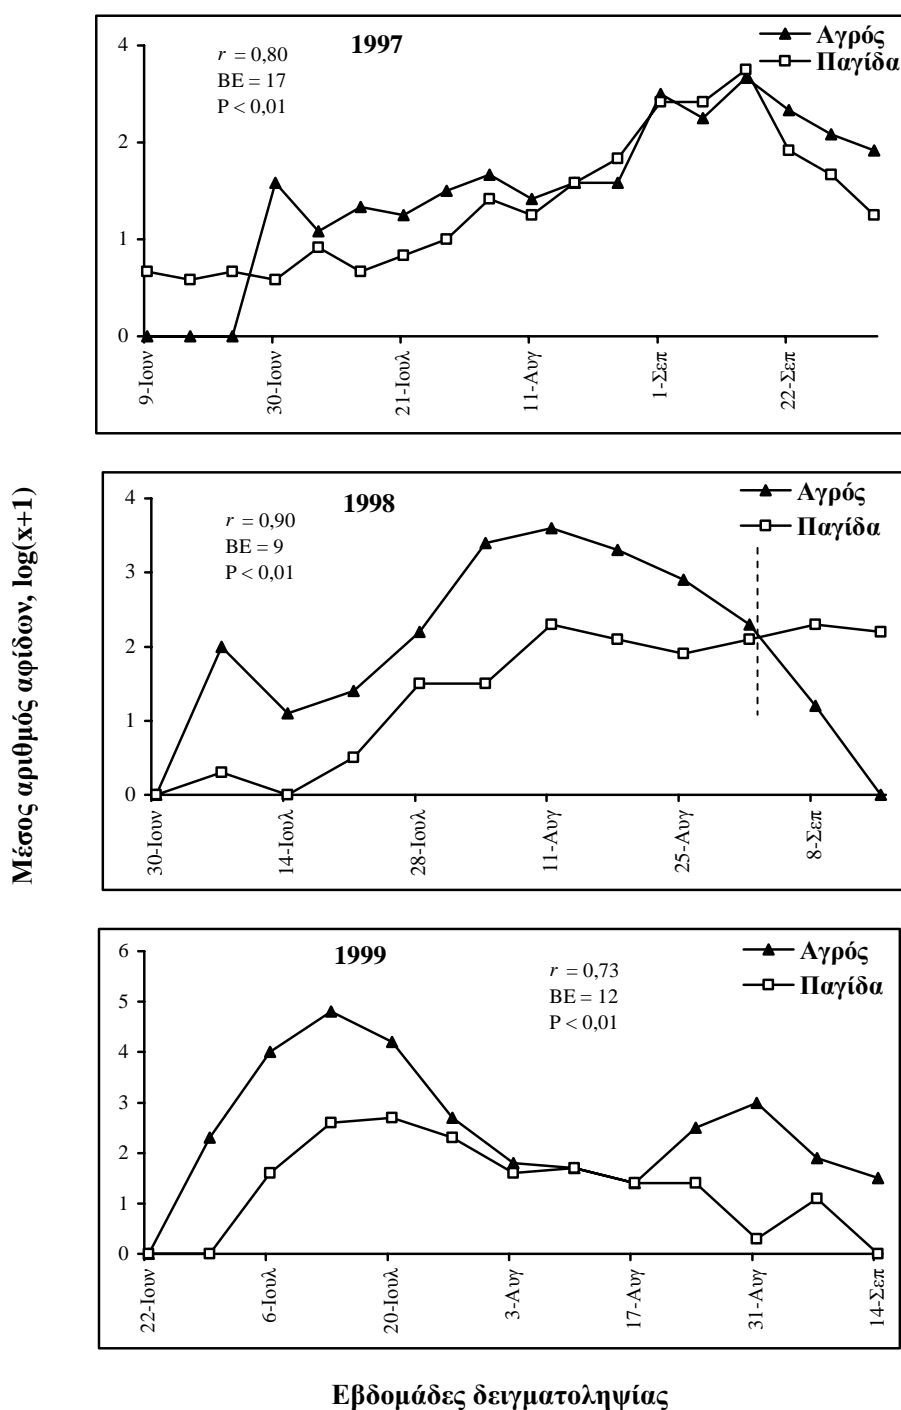 1997
r = 0,80
BE = 17
P < 0,01
Αγρός
Παγίδα
4
2
1
0
9-Ιουν
30-Ιουν
21-Ιουλ
11-Αυγ
1-Σεπ
22-Σεπ
Μέσος αριθμός αφίδων, log(x+1)
1998
r = 0,90
BE = 9
P < 0,01
Αγρός
Παγίδα
4
3
2
1
0
30-Ιουν
14-Ιουλ
28-Ιουλ
11-Αυγ
25-Αυγ
8-Σεπ
1999
r = 0,73
BE = 12
P < 0,01
Αγρός
Παγίδα
6
5
4
3
2
1
0
22-Ιουν
6-Ιουλ
20-Ιουλ
3-Αυγ
17-Αυγ
31-Αυγ
14-Σεπ
Εβδομάδες δειγματοληψίας